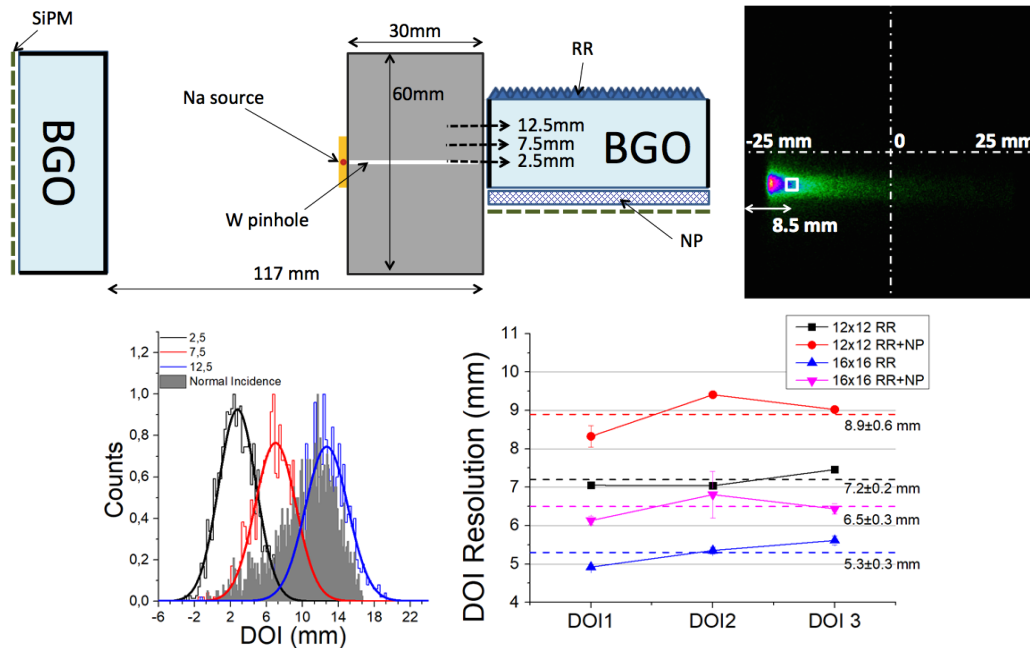 SiPM
BGO
Na source
W pinhole
117 mm
30mm
60mm
12.5mm
7.5mm
2.5mm
BGO
RR
NP
-25 mm
0
25 mm
8.5 mm
Counts
1,2
1,0
0,8
0,6
0,4
0,2
0,0
2,5
7,5
12,5
Normal Incidence
-6 -2 2 6 10 14 18 22
DOI (mm)
DOI Resolution (mm)
11
10
9
8
7
6
5
4
12x12 RR
12x12 RR+NP
16x16 RR
16x16 RR+NP
8.9±0.6 mm
7.2±0.2 mm
6.5±0.3 mm
5.3±0.3 mm
DOI1 DOI2 DOI 3